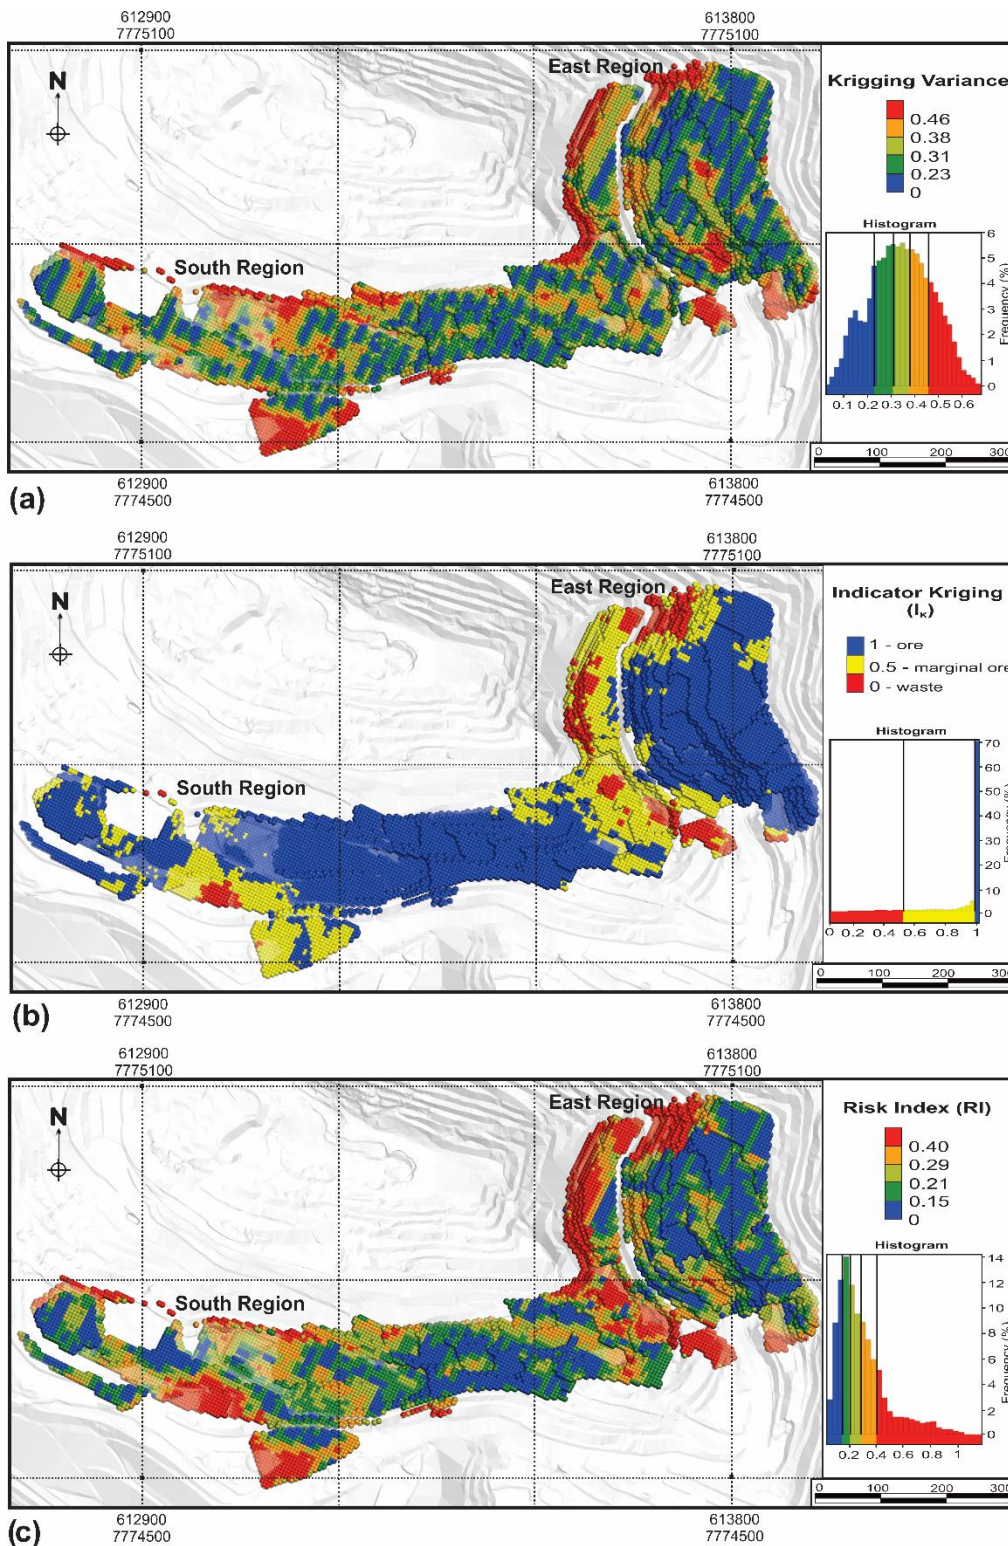 612900
7775100
613800
7775100
East Region
N
South Region
Krigging Variance
0.46
0.38
0.31
0.23
0
Histogram
6
5
4
3
2
1
0
Frequency (%)
0.1 0.2 0.3 0.4 0.5 0.6
0 100 200 300
(a)
612900
7774500
613800
7774500
612900
7775100
613800
7775100
East Region
N
South Region
Indicator Kriging
(Iₖ)
1 - ore
0.5 - marginal ore
0 - waste
Histogram
70
60
50
40
30
20
10
0
Frequency (%)
0 0.2 0.4 0.6 0.8 1
0 100 200 300
(b)
612900
7774500
613800
7774500
612900
7775100
613800
7775100
East Region
N
South Region
Risk Index (RI)
0.40
0.29
0.21
0.15
0
Histogram
14
12
10
8
6
4
2
0
Frequency (%)
0.2 0.4 0.6 0.8 1
0 100 200 300
(c)
612900
7774500
613800
7774500